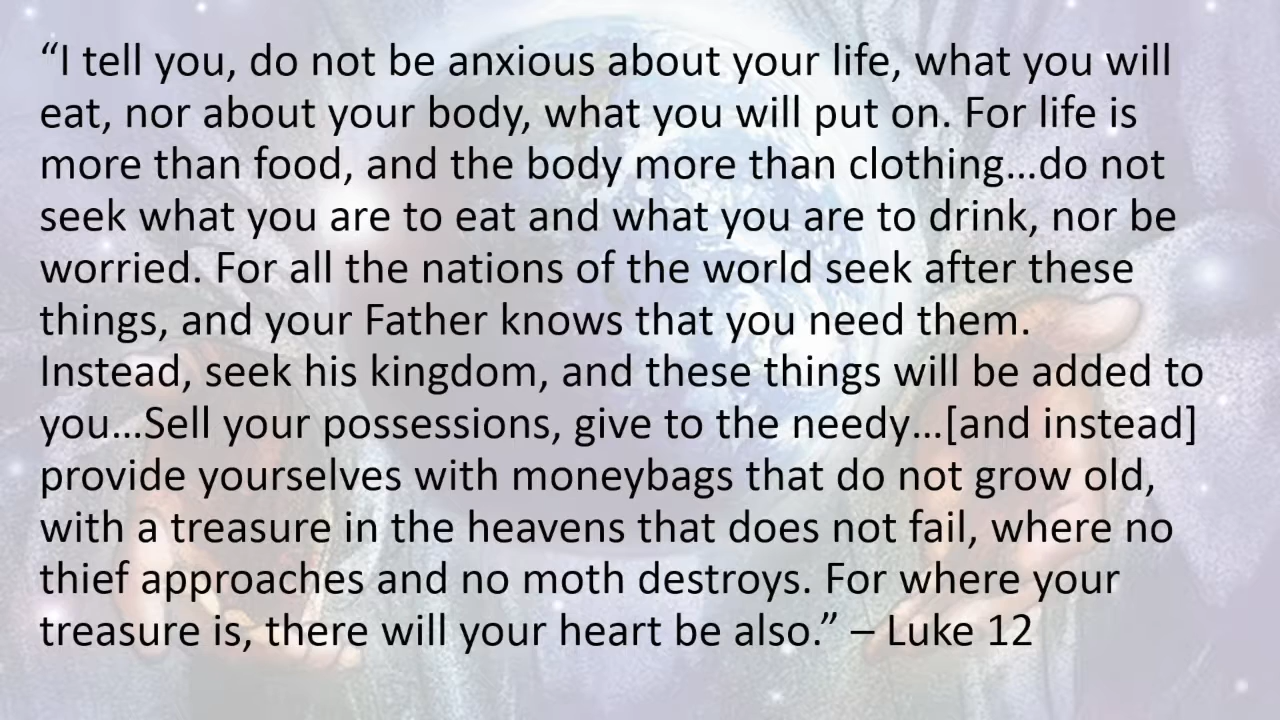 “I tell you, do not be anxious about your life, what you will
eat, nor about your body, what you will put on. For life is
more than food, and the body more than clothing…do not
seek what you are to eat and what you are to drink, nor be
worried. For all the nations of the world seek after these
things, and your Father knows that you need them.
Instead, seek his kingdom, and these things will be added to
you…Sell your possessions, give to the needy…[and instead]
provide yourselves with moneybags that do not grow old,
with a treasure in the heavens that does not fail, where no
thief approaches and no moth destroys. For where your
treasure is, there will your heart be also.” – Luke 12